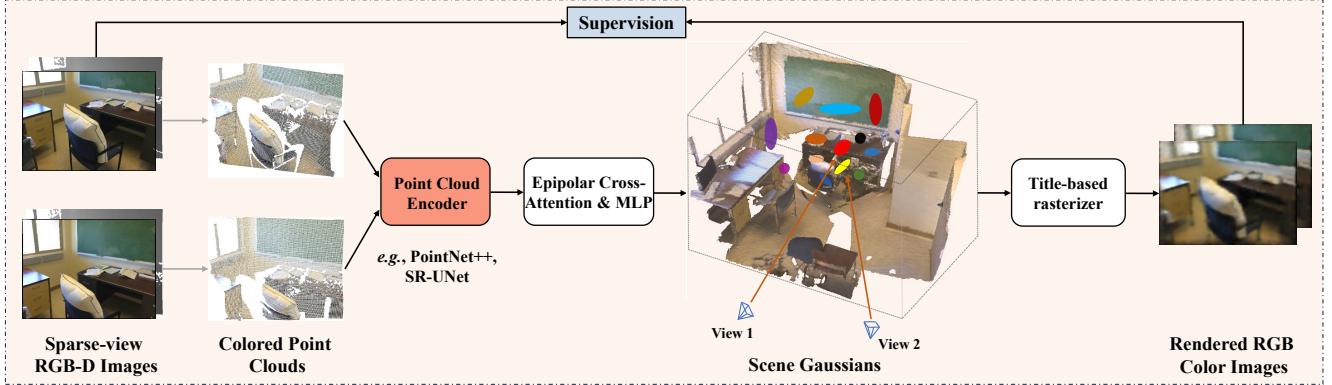 Supervision
Point Cloud
Encoder
Epipolar Cross-
Attention & MLP
Title-based
rasterizer
e.g., PointNet++,
SR-UNet
View 1
View 2
Sparse-view
RGB-D Images
Colored Point
Clouds
Scene Gaussians
Rendered RGB
Color Images